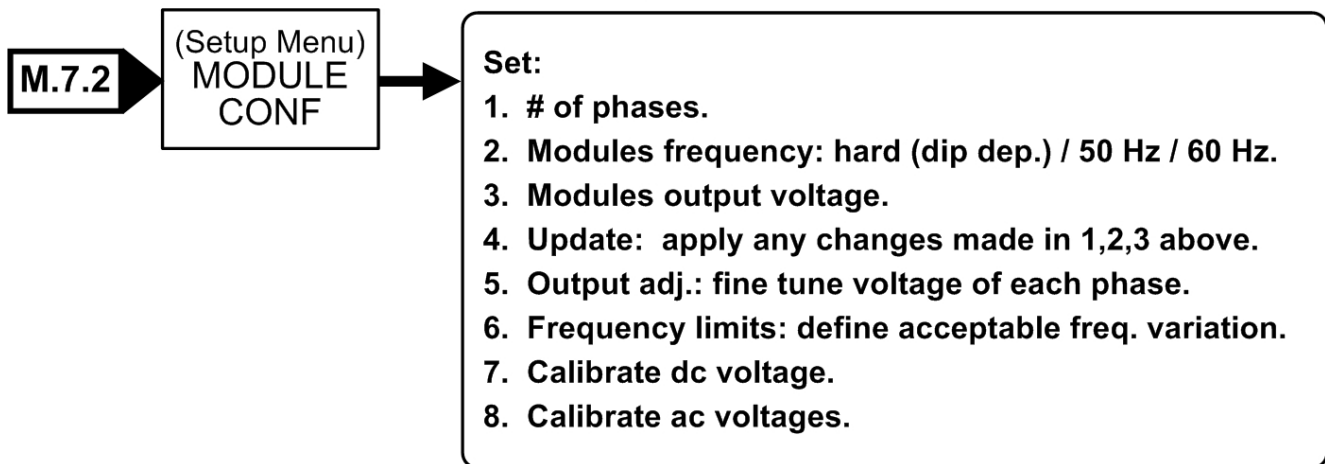 M.7.2
(Setup Menu)
MODULE
CONF
Set:
1. # of phases.
2. Modules frequency: hard (dip dep.) / 50 Hz / 60 Hz.
3. Modules output voltage.
4. Update: apply any changes made in 1,2,3 above.
5. Output adj.: fine tune voltage of each phase.
6. Frequency limits: define acceptable freq. variation.
7. Calibrate dc voltage.
8. Calibrate ac voltages.